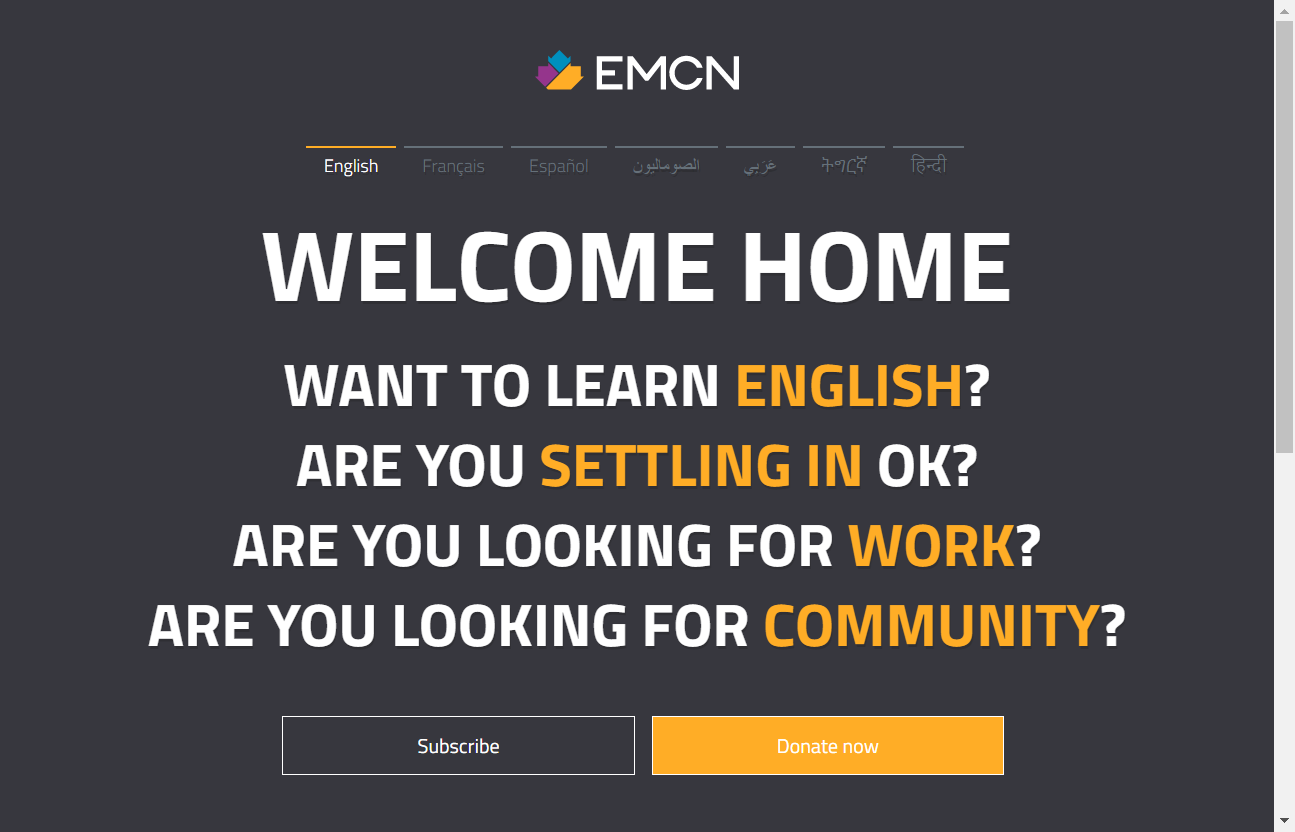 EMCN
English Français Español الصوماليون عَرَبي ትግርኛ हिन्दी
WELCOME HOME
WANT TO LEARN ENGLISH?
ARE YOU SETTLING IN OK?
ARE YOU LOOKING FOR WORK?
ARE YOU LOOKING FOR COMMUNITY?
Subscribe Donate now